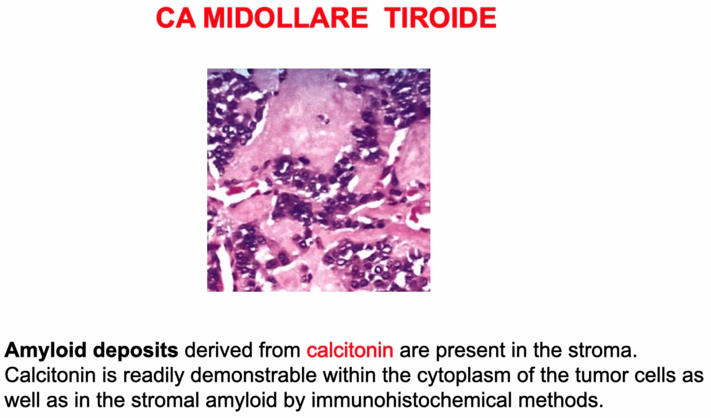 CA MIDOLLARE TIROIDE
Amyloid deposits derived from calcitonin are present in the stroma.
Calcitonin is readily demonstrable within the cytoplasm of the tumor cells as
well as in the stromal amyloid by immunohistochemical methods.